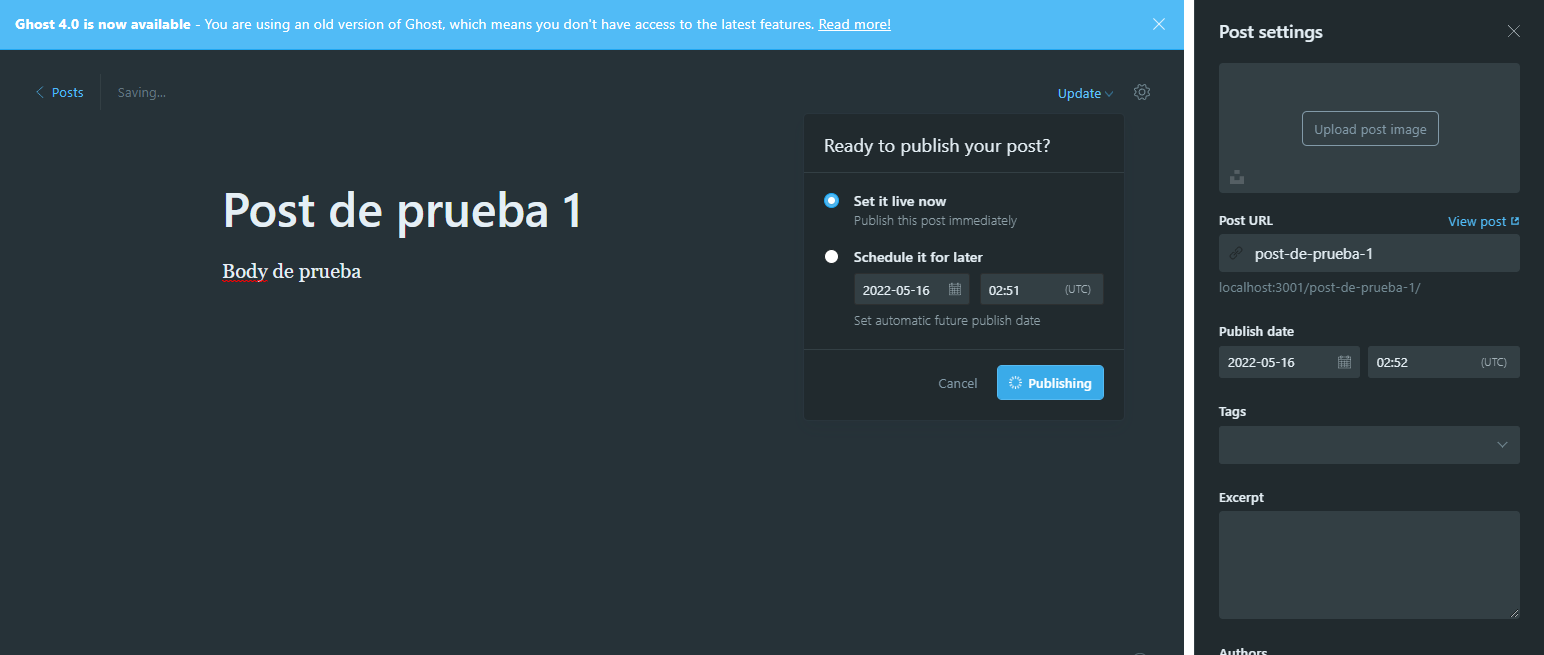 Ghost 4.0 is now available - You are using an old version of Ghost, which means you don't have access to the latest features. Read more!
Posts
Saving...
Update
Ready to publish your post?
Set it live now
Publish this post immediately
Schedule it for later
2022-05-16
02:51 (UTC)
Set automatic future publish date
Cancel
Publishing
Post de prueba 1
Body de prueba
Post settings
Upload post image
Post URL
View post
post-de-prueba-1
localhost:3001/post-de-prueba-1/
Publish date
2022-05-16
02:52 (UTC)
Tags
Excerpt
Authors